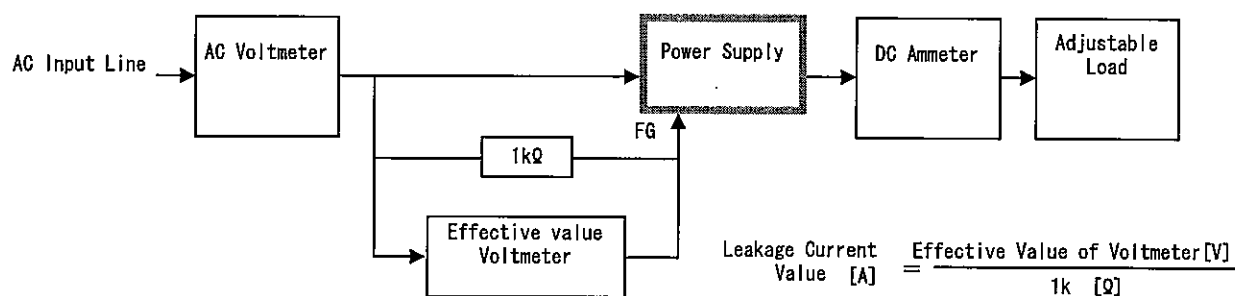 AC Input Line
AC Voltmeter
Power Supply
DC Ammeter
Adjustable
Load
FG
1kΩ
Effective value
Voltmeter
Leakage Current
Value [A]
=
Effective Value of Voltmeter[V]
1k [Ω]